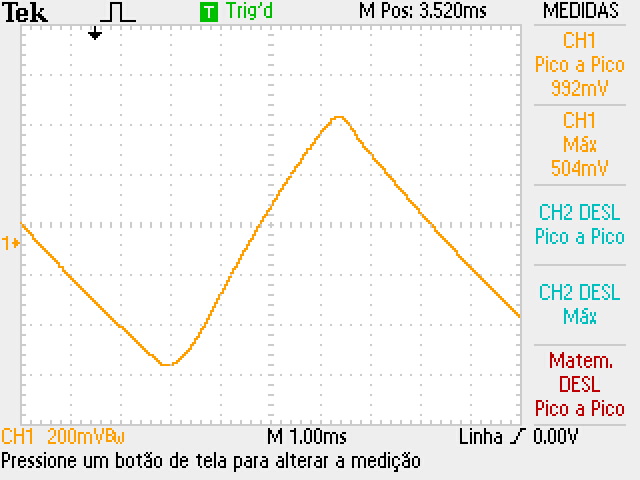 Tek T Trig'd M Pos: 3.520ms MEDIDAS
CH1
Pico a Pico
992mV
CH1
Máx
504mV
CH2 DESL
Pico a Pico
CH2 DESL
Máx
Matem.
DESL
Pico a Pico
1
CH1 200mVBw M 1.00ms Linha 0.00V
Pressione um botão de tela para alterar a medição